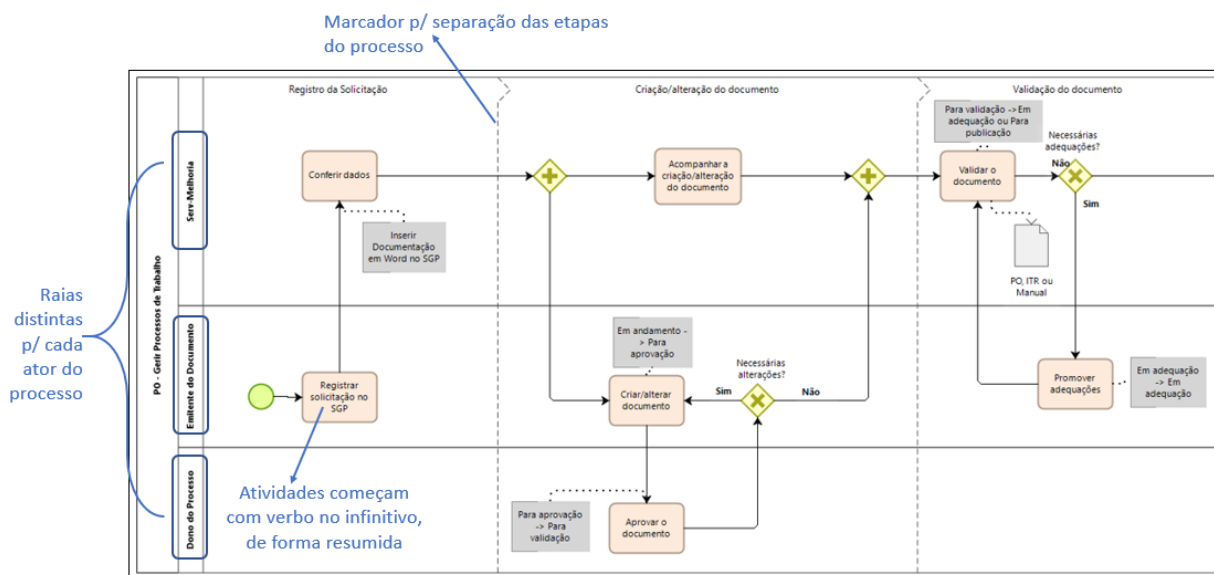 Marcador p/ separação das etapas
do processo
Registro da Solicitação
Criação/alteração do documento
Validação do documento
Raias
distintas
p/ cada
ator do
processo
PO - Gerir Processos de Trabalho
Serv-Melhoria
Conferir dados
Inserir
Documentação
em Word no SGP
Acompanhar a
criação/alteração
do documento
Para validação ->Em
adequação ou Para
publicação
Validar o
documento
Necessárias
adequações?
Não
Sim
PO, ITR ou
Manual
Emitente do Documento
Registrar
solicitação no
SGP
Em andamento -
> Para
aprovação
Criar/alterar
documento
Necessárias
alterações?
Sim
Não
Promover
adequações
Em adequação
-> Em
adequação
Dono do Processo
Atividades começam
com verbo no infinitivo,
de forma resumida
Para aprovação
-> Para
validação
Aprovar o
documento